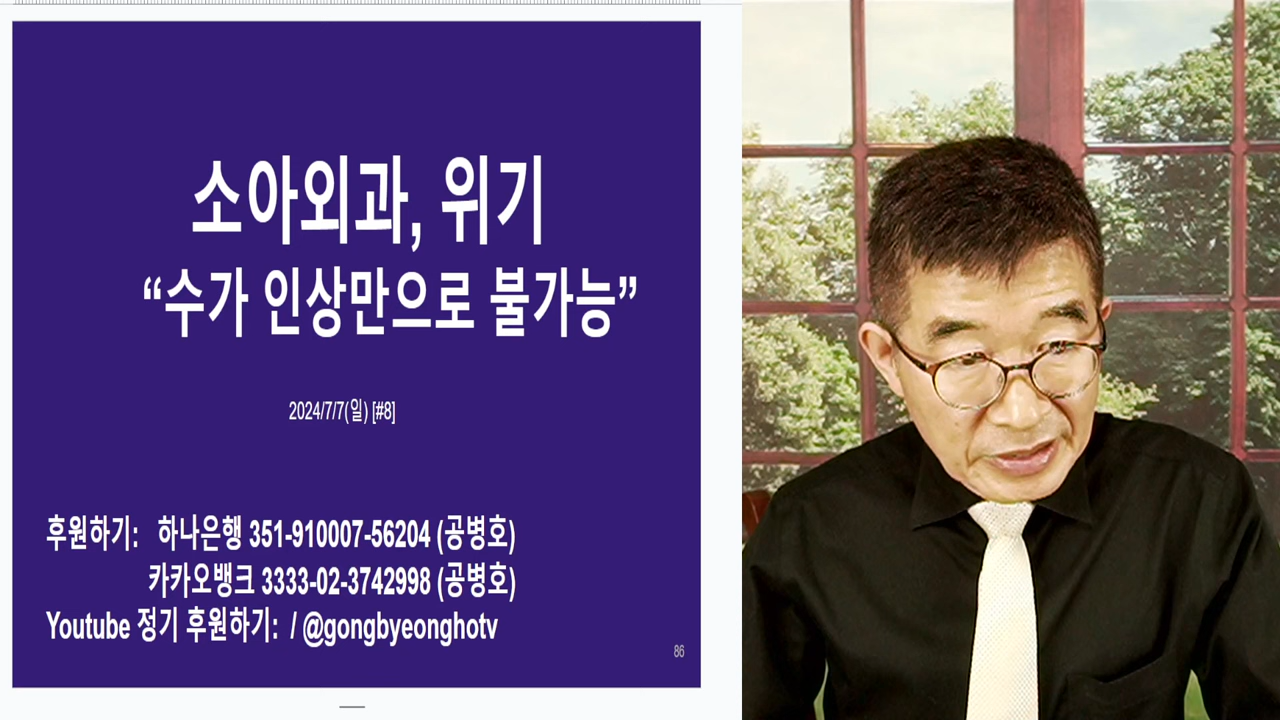 소아외과, 위기
“수가 인상만으로 불가능”
2024/7/7(일) [#8]
후원하기: 하나은행 351-910007-56204 (공병호)
카카오뱅크 3333-02-3742998 (공병호)
Youtube 정기 후원하기: / @gongbyeonghotv
86